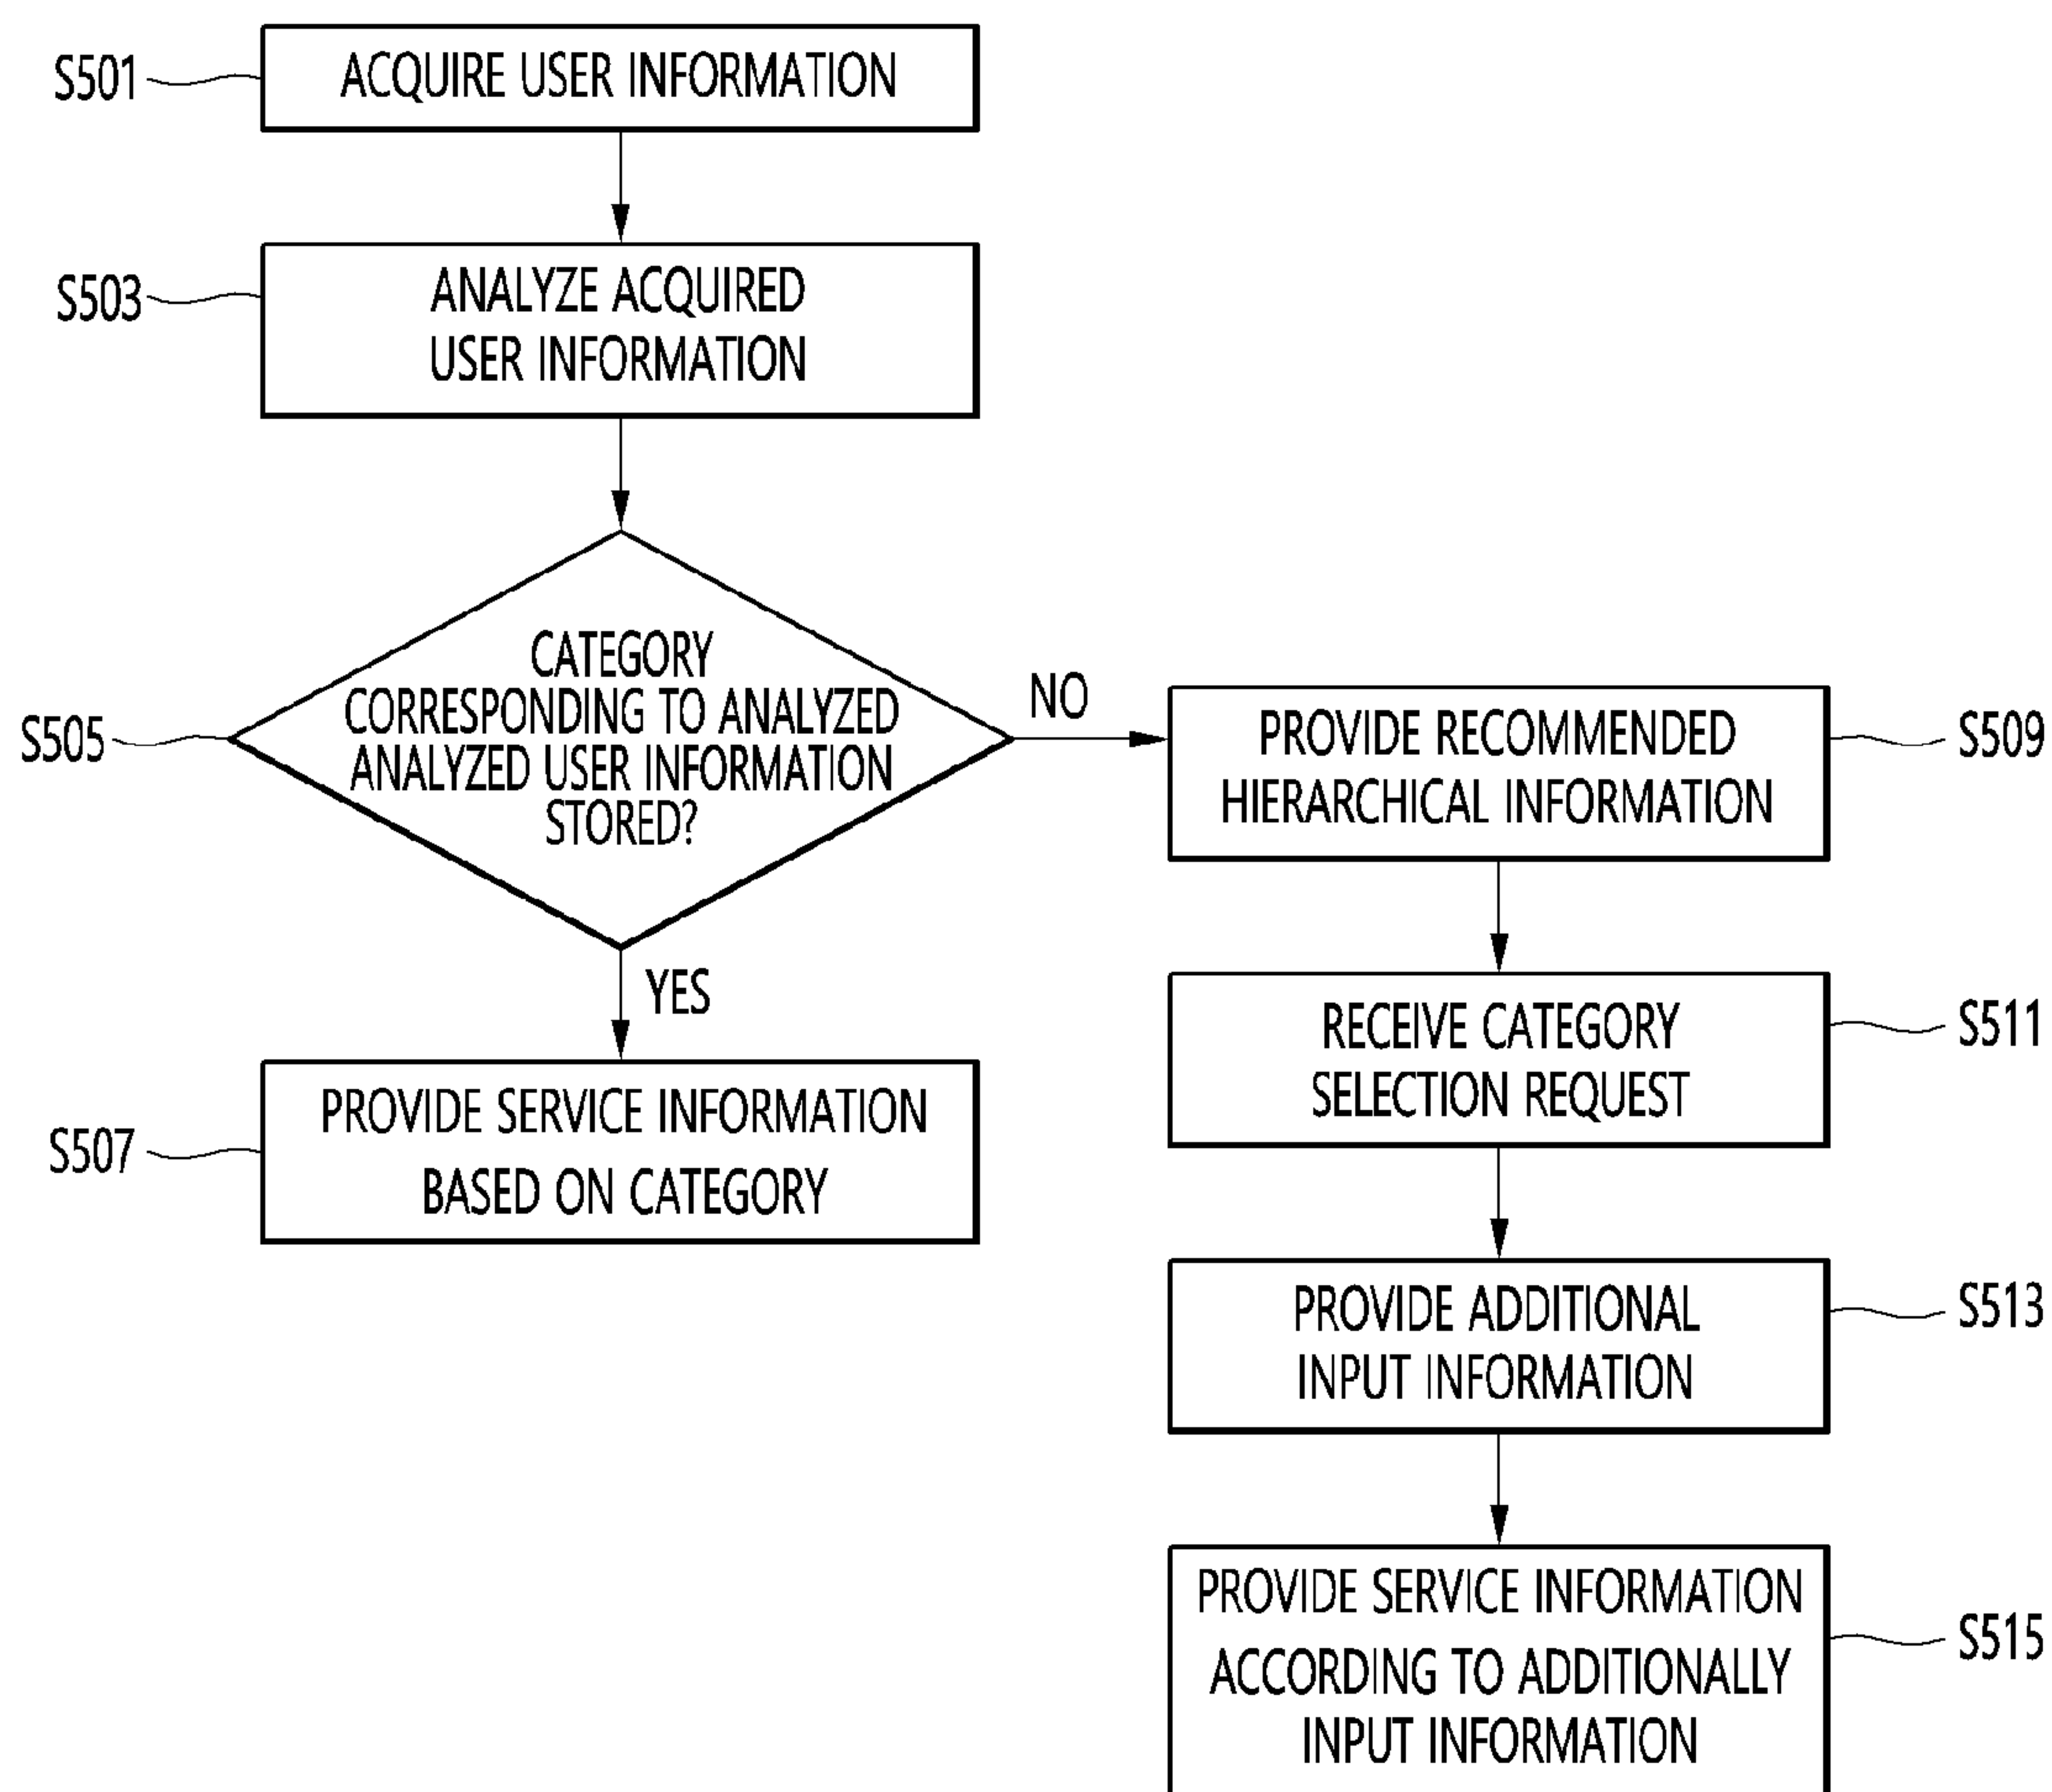 S501
ACQUIRE USER INFORMATION
S503
ANALYZE ACQUIRED
USER INFORMATION
S505
CATEGORY
CORRESPONDING TO ANALYZED
ANALYZED USER INFORMATION
STORED?
NO
YES
S507
PROVIDE SERVICE INFORMATION
BASED ON CATEGORY
PROVIDE RECOMMENDED
HIERARCHICAL INFORMATION
S509
RECEIVE CATEGORY
SELECTION REQUEST
S511
PROVIDE ADDITIONAL
INPUT INFORMATION
S513
PROVIDE SERVICE INFORMATION
ACCORDING TO ADDITIONALLY
INPUT INFORMATION
S515